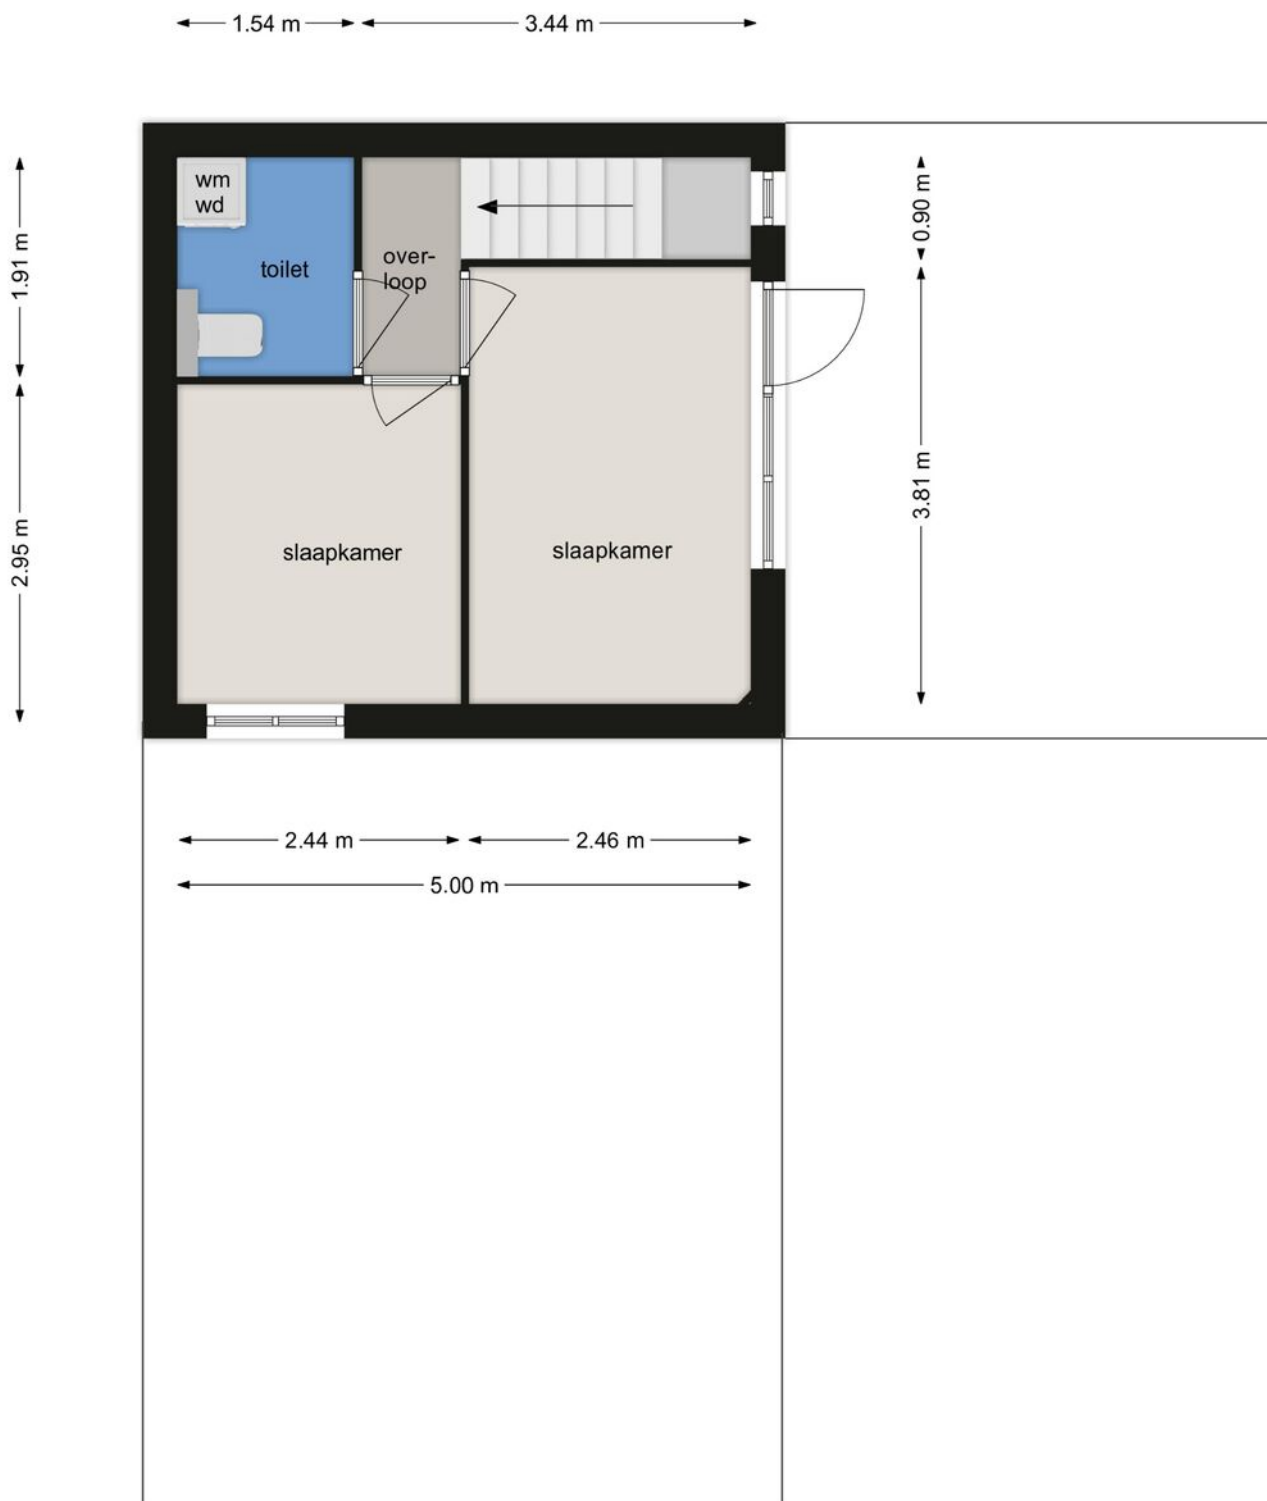 1.54 m
3.44 m
wm
wd
toilet
over-
loop
0.90 m
1.91 m
3.81 m
2.95 m
slaapkamer
slaapkamer
2.44 m
2.46 m
5.00 m